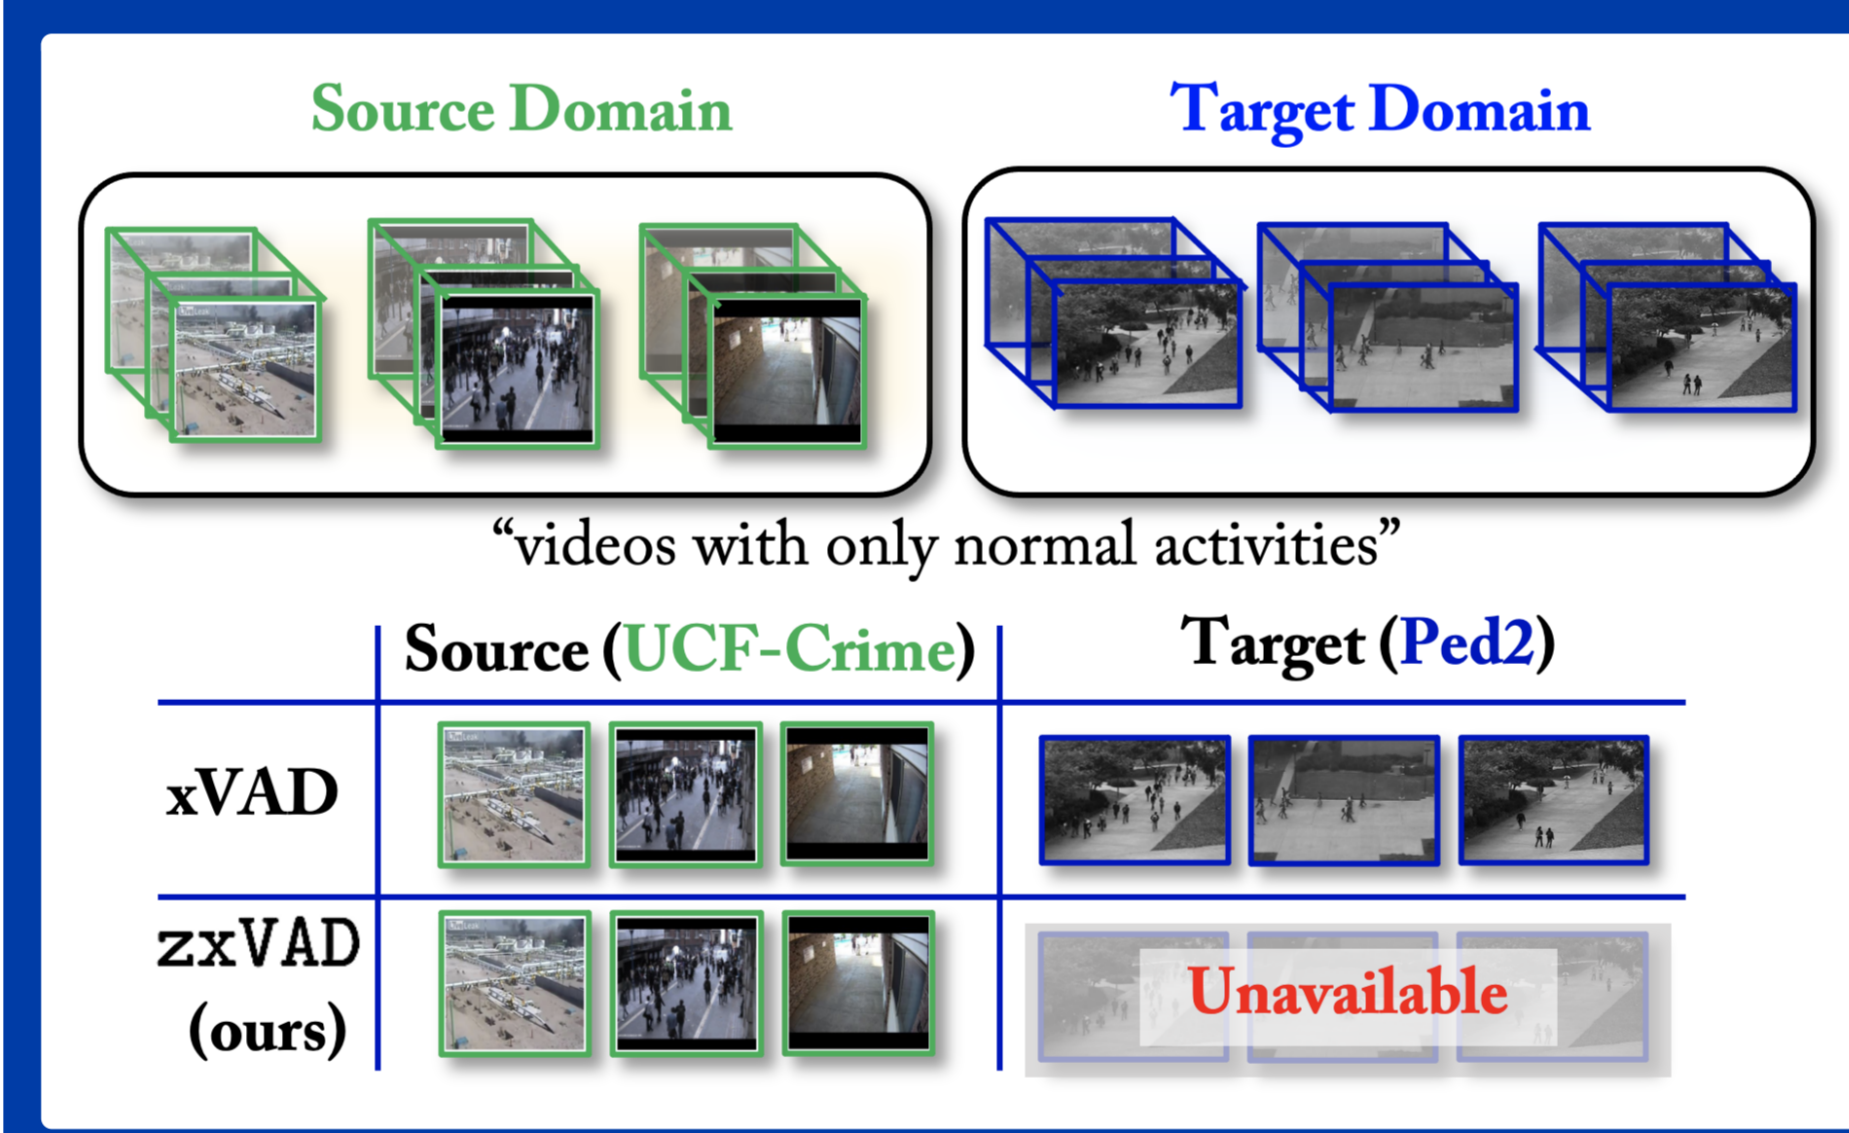 Source Domain
Target Domain
“videos with only normal activities”
Source (UCF-Crime)
Target (Ped2)
xVAD
zxVAD
(ours)
Unavailable